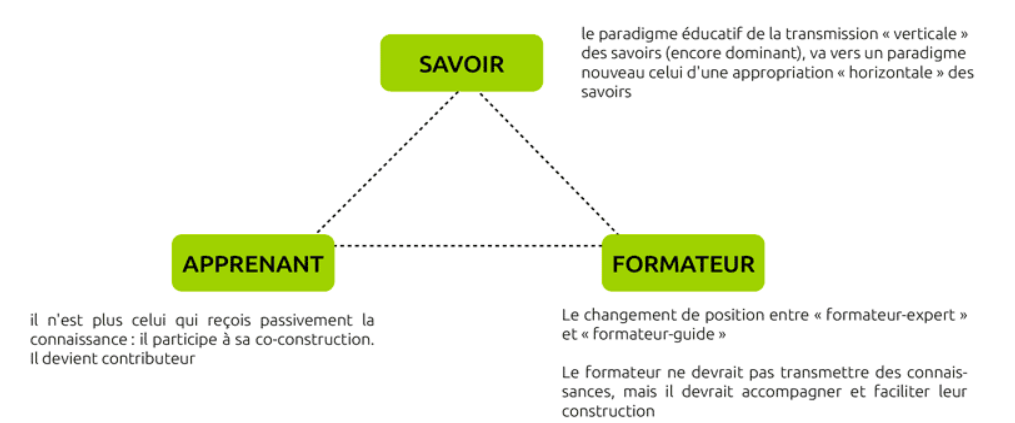 SAVOIR
le paradigme éducatif de la transmission « verticale »
des savoirs (encore dominant), va vers un paradigme
nouveau celui d'une appropriation « horizontale » des
savoirs
APPRENANT
FORMATEUR
il n'est plus celui qui reçois passivement la
connaissance : il participe à sa co-construction.
Il devient contributeur
Le changement de position entre « formateur-expert »
et « formateur-guide »
Le formateur ne devrait pas transmettre des connais-
sances, mais il devrait accompagner et faciliter leur
construction